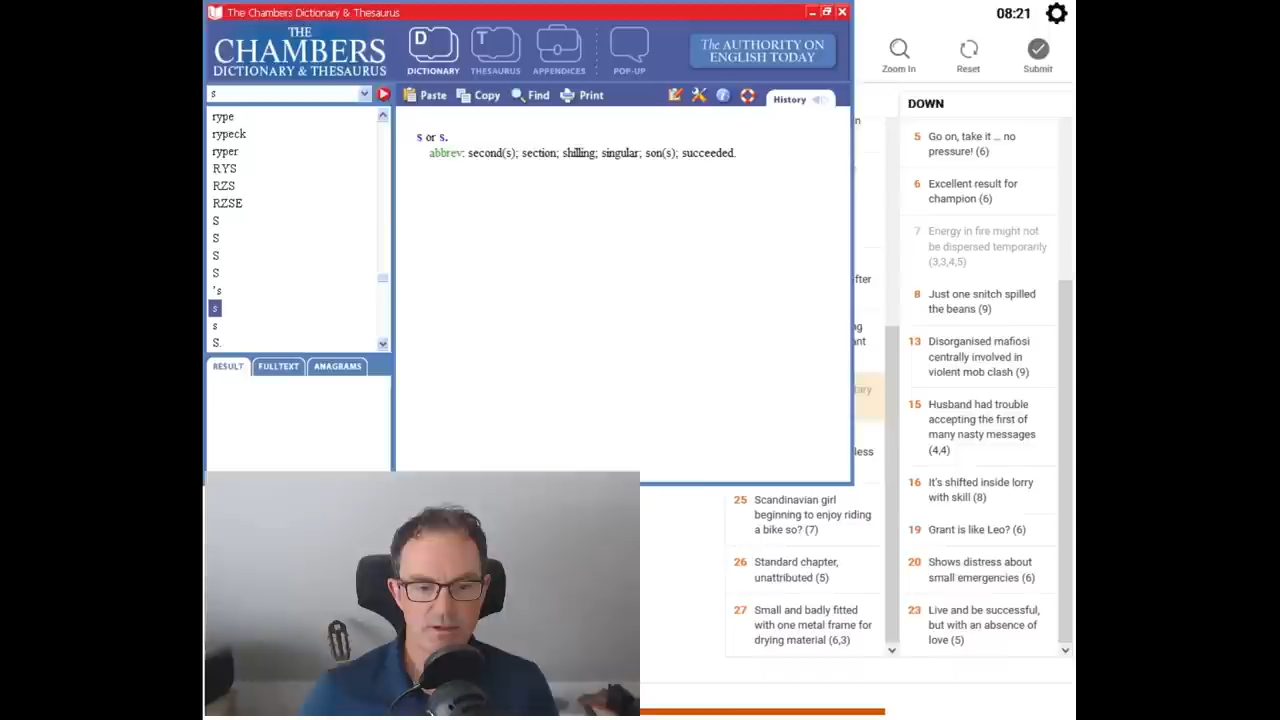 The Chambers Dictionary & Thesaurus
08:21
THE
CHAMBERS
DICTIONARY & THESAURUS
D
DICTIONARY
T
THESAURUS
APPENDICES
POP-UP
The AUTHORITY ON
ENGLISH TODAY
Zoom In
Reset
Submit
s
Paste
Copy
Find
Print
History
rype
rypeck
ryper
RYS
RZS
RZSE
S
S
S
S
's
s
s
S.
s or s.
abbrev: second(s); section; shilling; singular; son(s); succeeded.
RESULT
FULLTEXT
ANAGRAMS
n
fter
ng
ant
tary
less
25 Scandinavian girl
beginning to enjoy riding
a bike so? (7)
26 Standard chapter,
unattributed (5)
27 Small and badly fitted
with one metal frame for
drying material (6,3)
DOWN
5 Go on, take it ... no
pressure! (6)
6 Excellent result for
champion (6)
7 Energy in fire might not
be dispersed temporarily
(3,3,4,5)
8 Just one snitch spilled
the beans (9)
13 Disorganised mafiosi
centrally involved in
violent mob clash (9)
15 Husband had trouble
accepting the first of
many nasty messages
(4,4)
16 It's shifted inside lorry
with skill (8)
19 Grant is like Leo? (6)
20 Shows distress about
small emergencies (6)
23 Live and be successful,
but with an absence of
love (5)